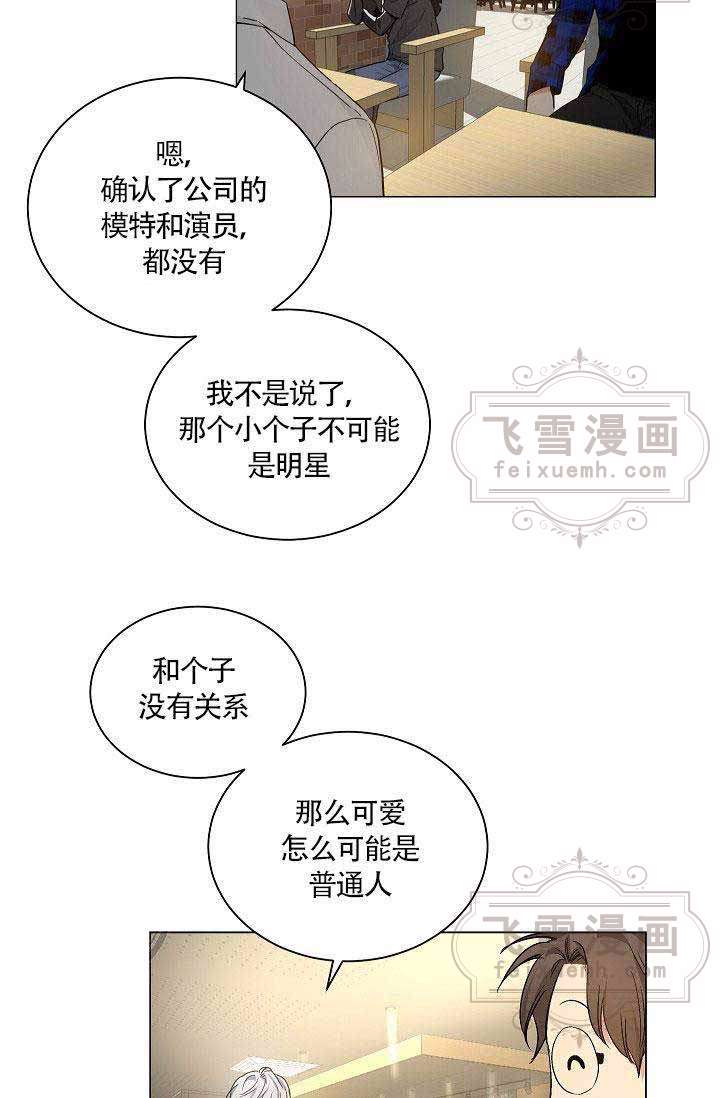 嗯，
确认了公司的
模特和演员，
都没有
我不是说了，
那个小个子不可能
是明星
飞雪漫画
feixuemh.com
和个子
没有关系
那么可爱
怎么可能是
普通人
飞雪漫画
feixuemh.com